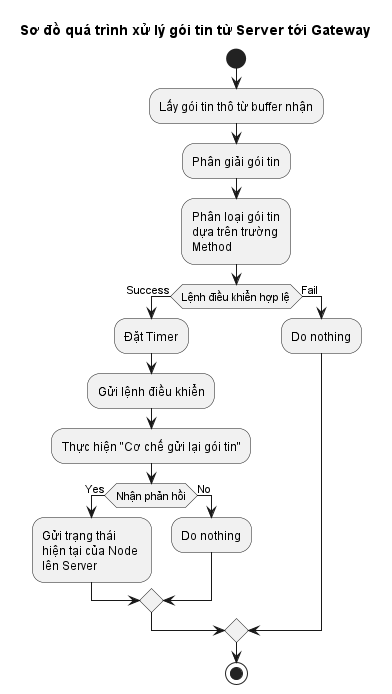 Sơ đồ quá trình xử lý gói tin từ Server tới Gateway
Lấy gói tin thô từ buffer nhận
Phân giải gói tin
Phân loại gói tin
dựa trên trường
Method
Success
Lệnh điều khiển hợp lệ
Fail
Đặt Timer
Do nothing
Gửi lệnh điều khiển
Thực hiện "Cơ chế gửi lại gói tin"
Yes
Nhận phản hồi
No
Gửi trạng thái
hiện tại của Node
lên Server
Do nothing